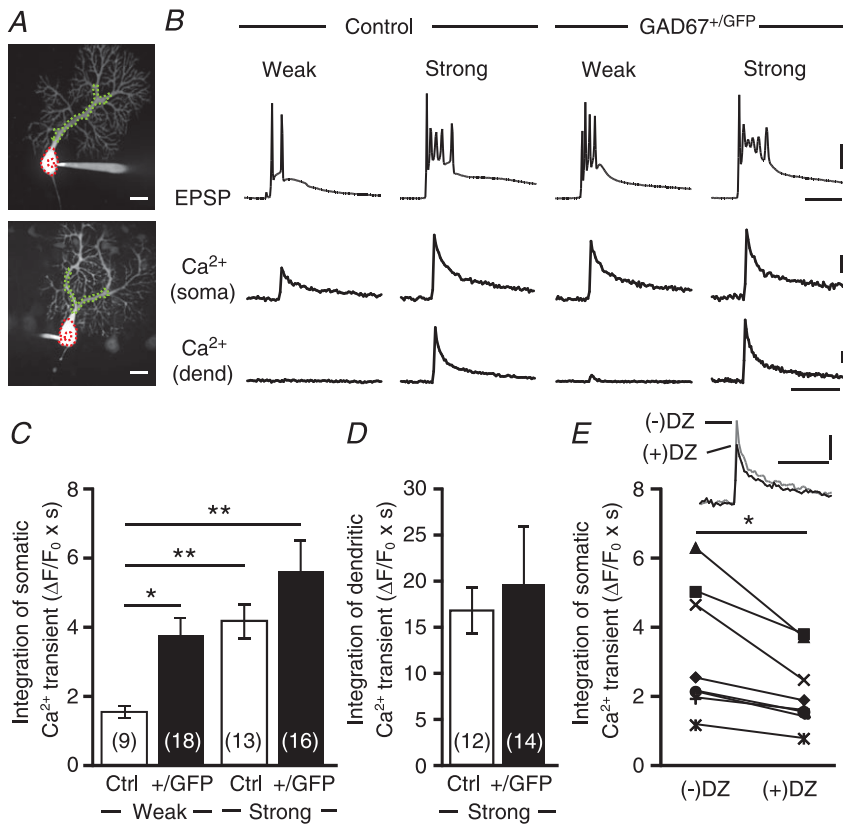 A
B
Control
GAD67+/GFP
Weak
Strong
Weak
Strong
EPSP
Ca2+
(soma)
Ca2+
(dend)
C
Integration of somatic
Ca2+ transient (ΔF/F0 x s)
8
6
4
2
0
**
**
*
(9)
(18)
(13)
(16)
Ctrl
+/GFP
Ctrl
+/GFP
Weak
Strong
D
Integration of dendritic
Ca2+ transient (ΔF/F0 x s)
30
25
20
15
10
5
0
(12)
(14)
Ctrl
+/GFP
Strong
E
(-)DZ
(+)DZ
Integration of somatic
Ca2+ transient (ΔF/F0 x s)
8
6
4
2
0
*
(-)DZ
(+)DZ